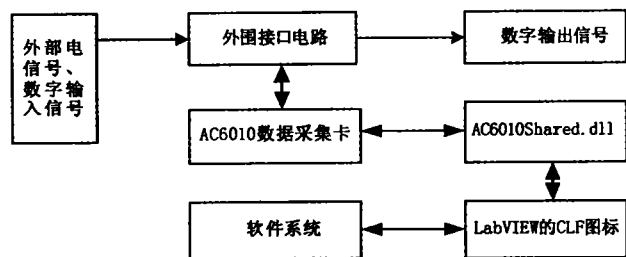 外部电
信号、
数字输
入信号
外围接口电路
数字输出信号
AC6010数据采集卡
AC6010Shared.dll
软件系统
LabVIEW的CLF图标